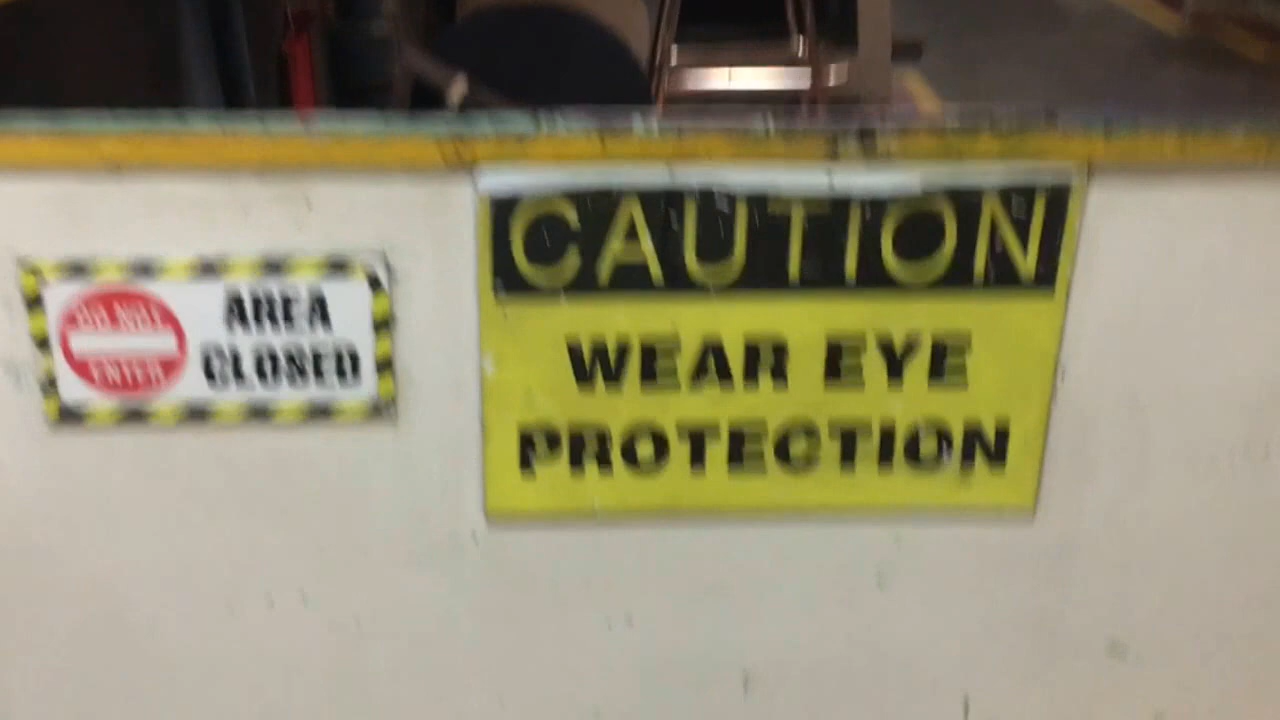 DO NOT
ENTER
AREA
CLOSED
CAUTION
WEAR EYE
PROTECTION